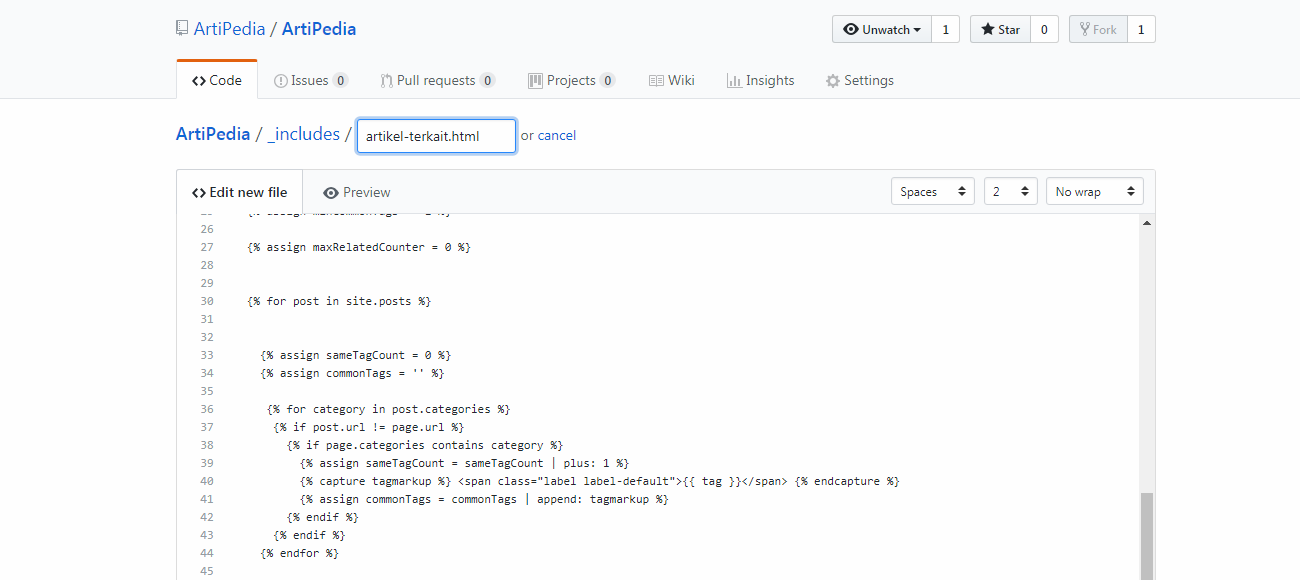 ArtiPedia / ArtiPedia
Unwatch 1 Star 0 Fork 1
Code Issues 0 Pull requests 0 Projects 0 Wiki Insights Settings
ArtiPedia / _includes / artikel-terkait.html or cancel
Edit new file Preview Spaces 2 No wrap
26
27 {% assign maxRelatedCounter = 0 %}
28
29
30 {% for post in site.posts %}
31
32
33 {% assign sameTagCount = 0 %}
34 {% assign commonTags = '' %}
35
36 {% for category in post.categories %}
37 {% if post.url != page.url %}
38 {% if page.categories contains category %}
39 {% assign sameTagCount = sameTagCount | plus: 1 %}
40 {% capture tagmarkup %} <span class="label label-default">{{ tag }}</span> {% endcapture %}
41 {% assign commonTags = commonTags | append: tagmarkup %}
42 {% endif %}
43 {% endif %}
44 {% endfor %}
45